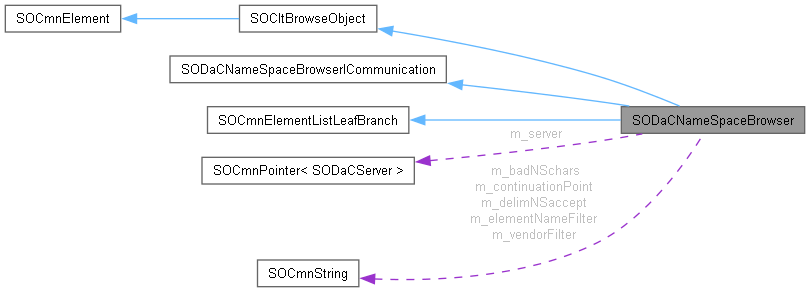 SOCmnElement
SOCltBrowseObject
SODaCNameSpaceBrowserICommunication
SODaCNameSpaceBrowser
SOCmnElementListLeafBranch
m_server
SOCmnPointer< SODaCServer >
m_badNSchars
m_continuationPoint
m_delimNSaccept
m_elementNameFilter
m_vendorFilter
SOCmnString